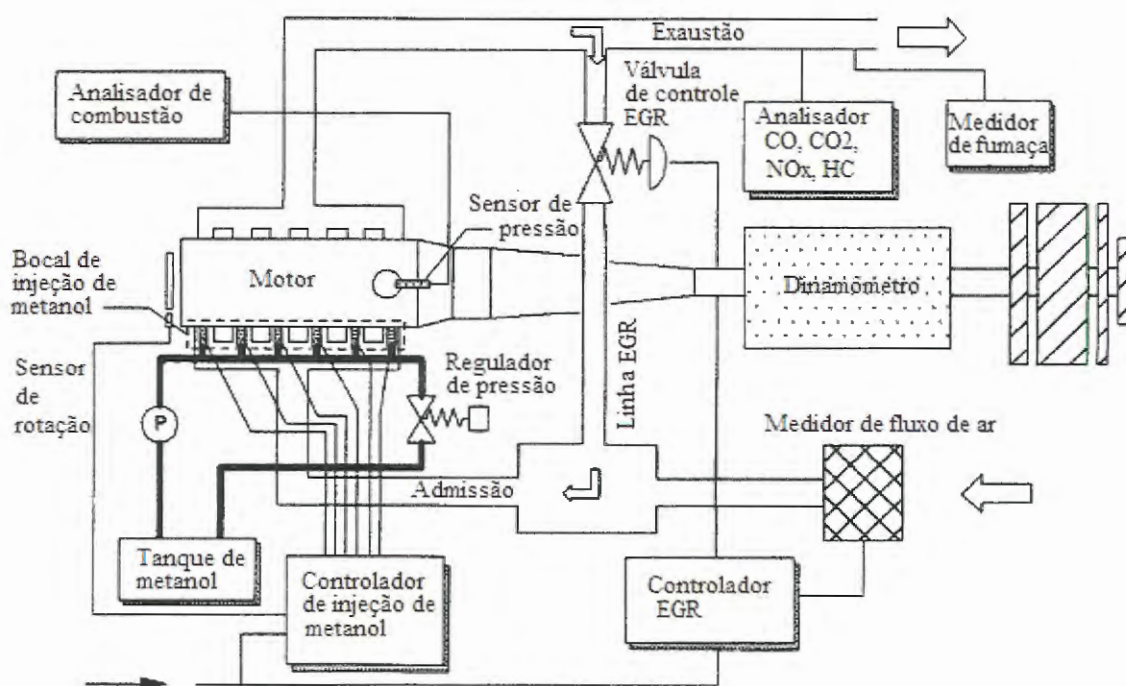 Exaustão
Analisador de
combustão
Válvula
de controle
EGR
Analisador
CO, CO2,
NOx, HC
Medidor
de fumaça
Sensor de
pressão
Bocal de
injeção de
metanol
Motor
Dinamômetro
Sensor
de
rotação
P
Regulador
de pressão
Linha EGR
Medidor de fluxo de ar
Admissão
Tanque de
metanol
Controlador
de injeção de
metanol
Controlador
EGR